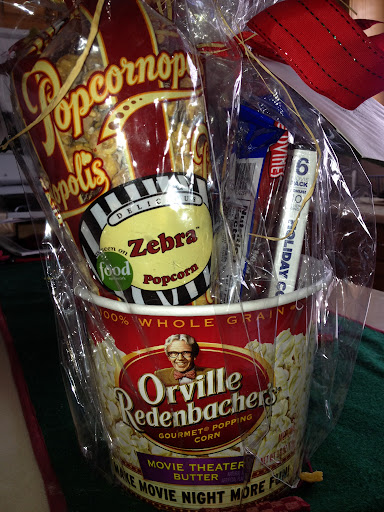 Popcornop
opolis
DELICIOUS
Zebra™
Popcorn
food
6
PACK
HOLIDAY
100% WHOLE GRAIN
Orville
Redenbacher's
GOURMET® POPPING
CORN
MOVIE THEATER
BUTTER
MAKE MOVIE NIGHT MORE FUN!